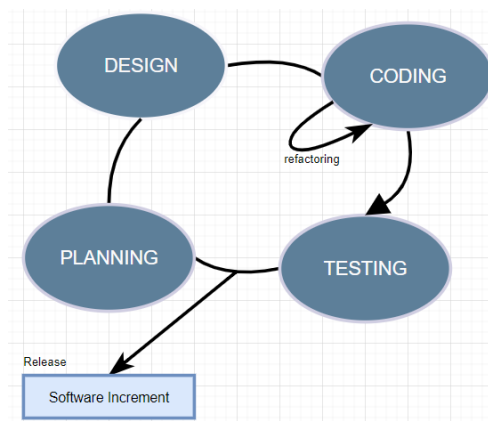 DESIGN
CODING
refactoring
PLANNING
TESTING
Release
Software Increment